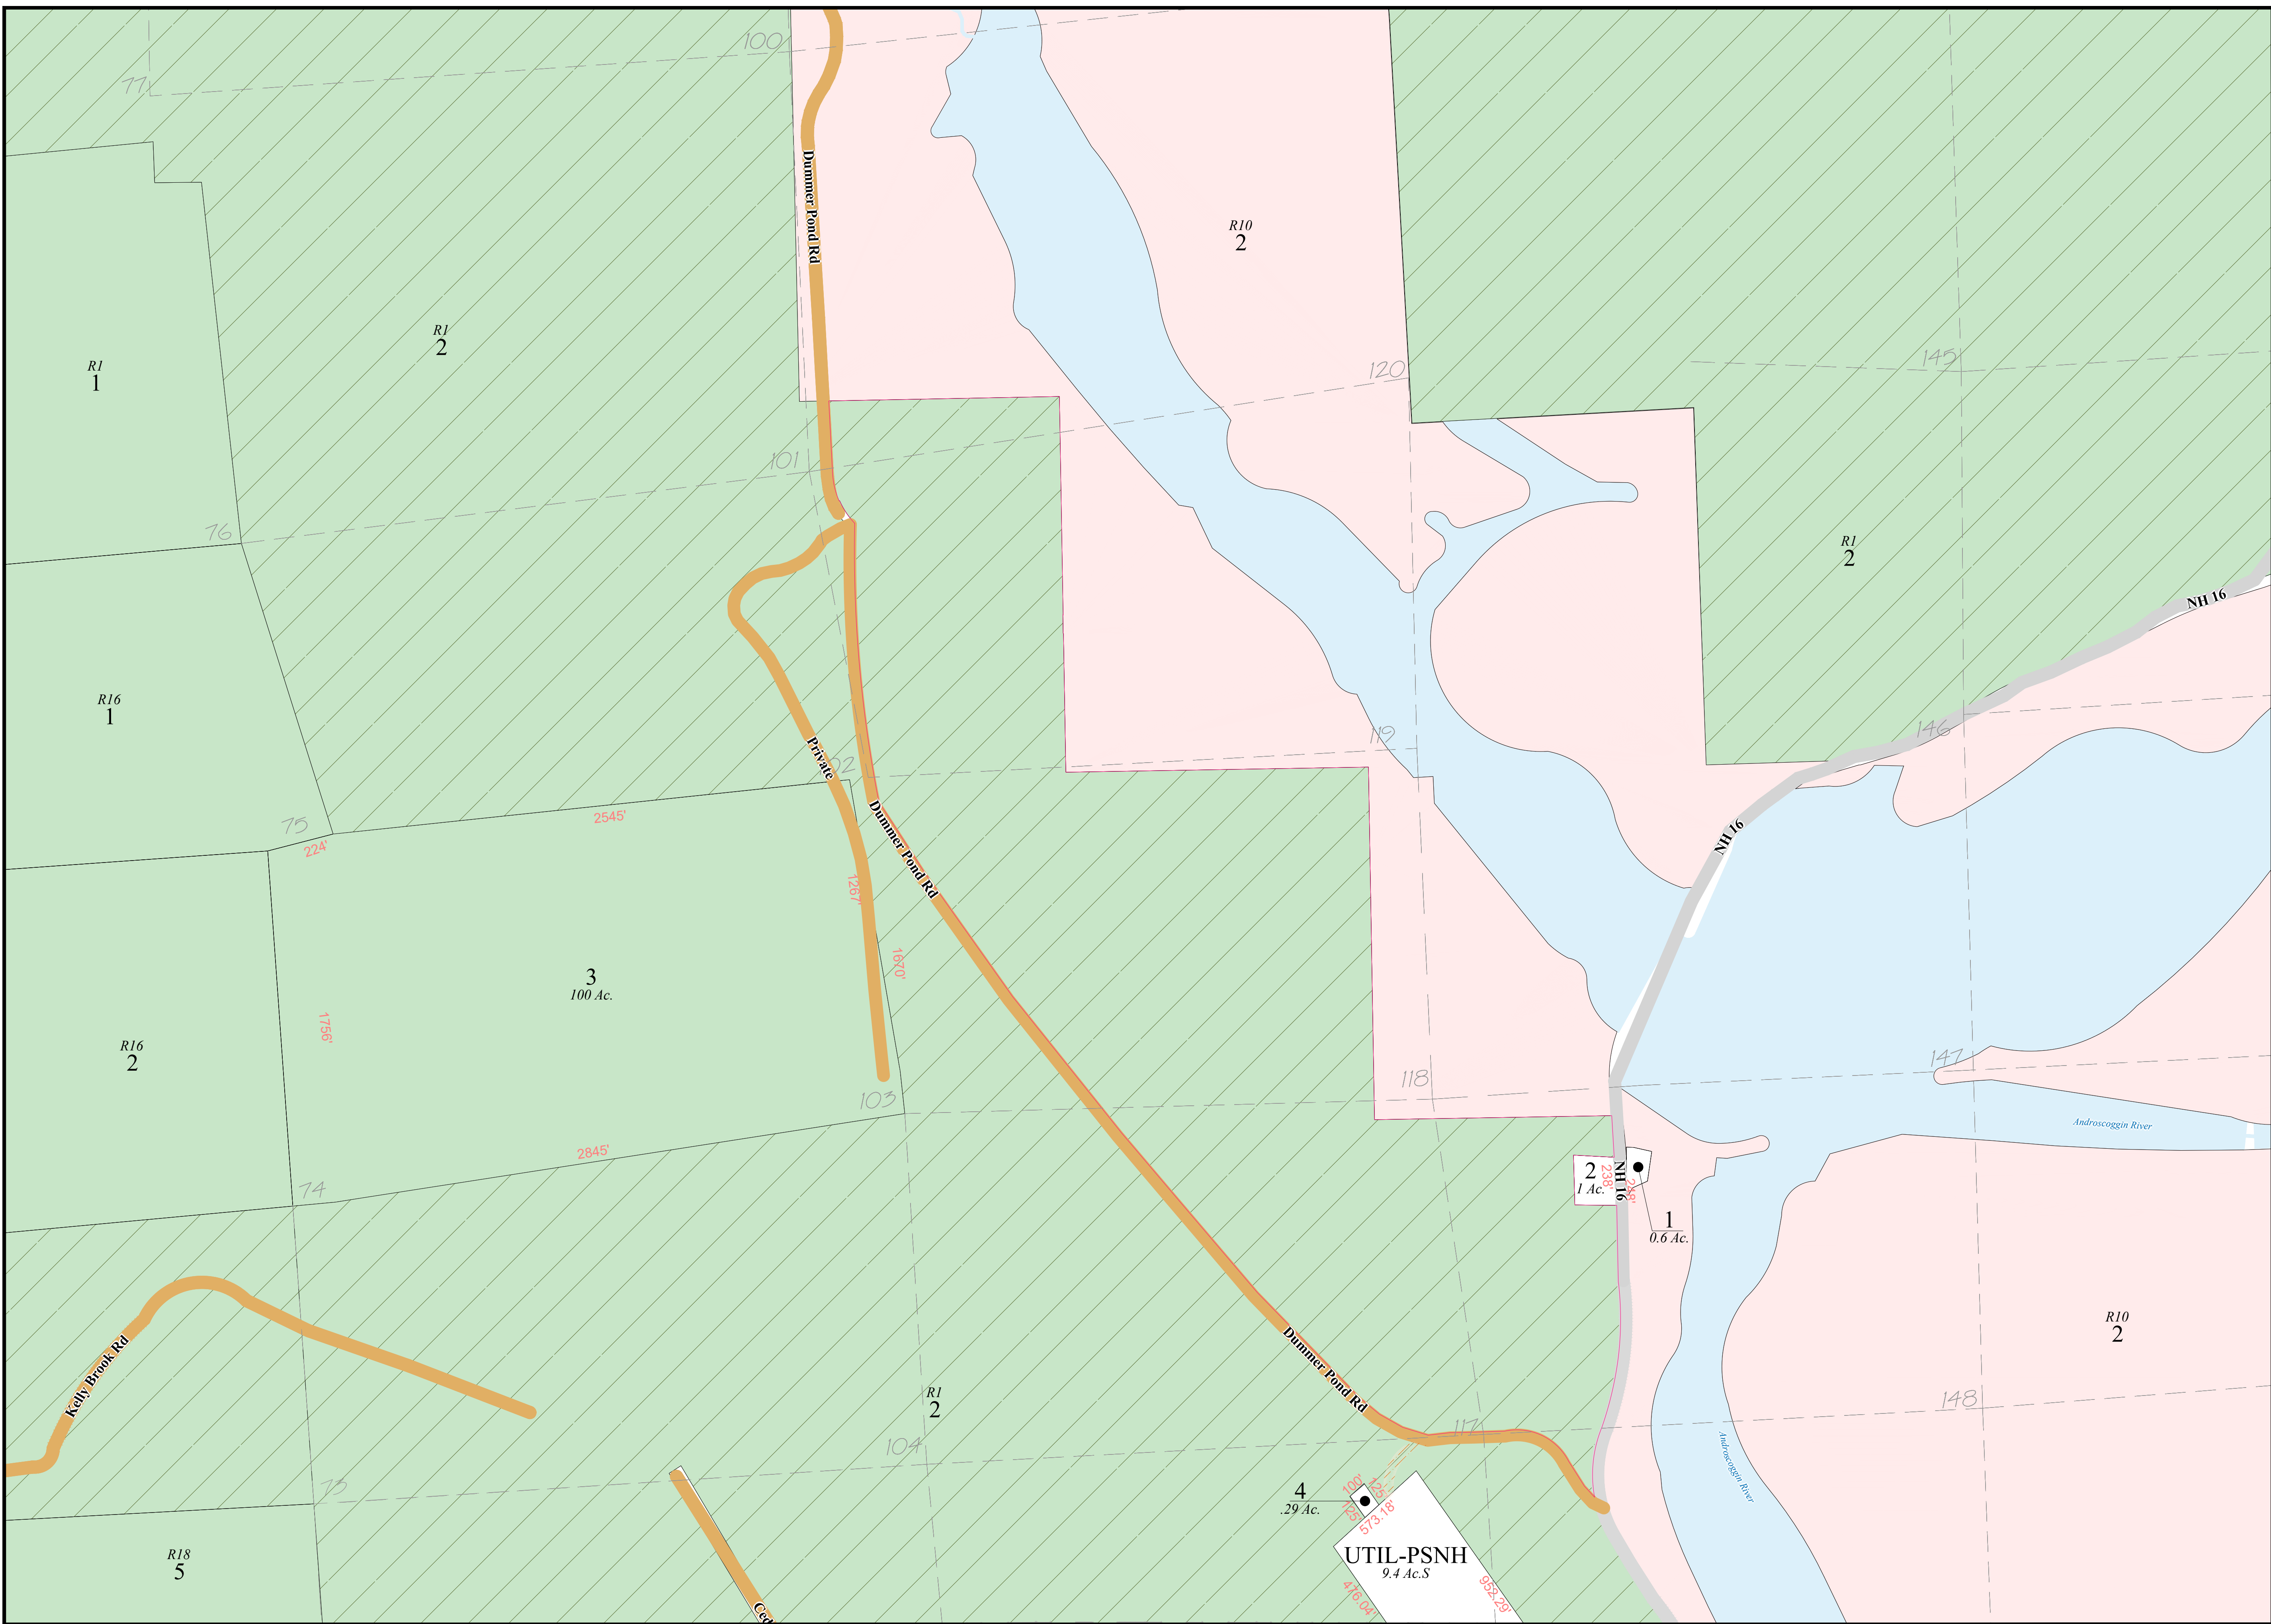 100
77
Dummer Pond Rd
R10
2
R1
2
145
R1
1
120
101
76
R1
2
NH 16
R16
1
119
146
Private
02
2545'
75
224'
Dummer Pond Rd
NH 16
1267'
1670'
3
100 Ac.
1756'
R16
2
147
118
103
Androscoggin River
2845'
74
2
1 Ac.
238'
NH 16
1
0.6 Ac.
R10
2
Kelly Brook Rd
Dummer Pond Rd
R1
2
148
117
104
Androscoggin River
73
100'
125'
4
.29 Ac.
125'
573.18'
R18
5
UTIL-PSNH
9.4 Ac.S
476.04'
952.29'
Ced